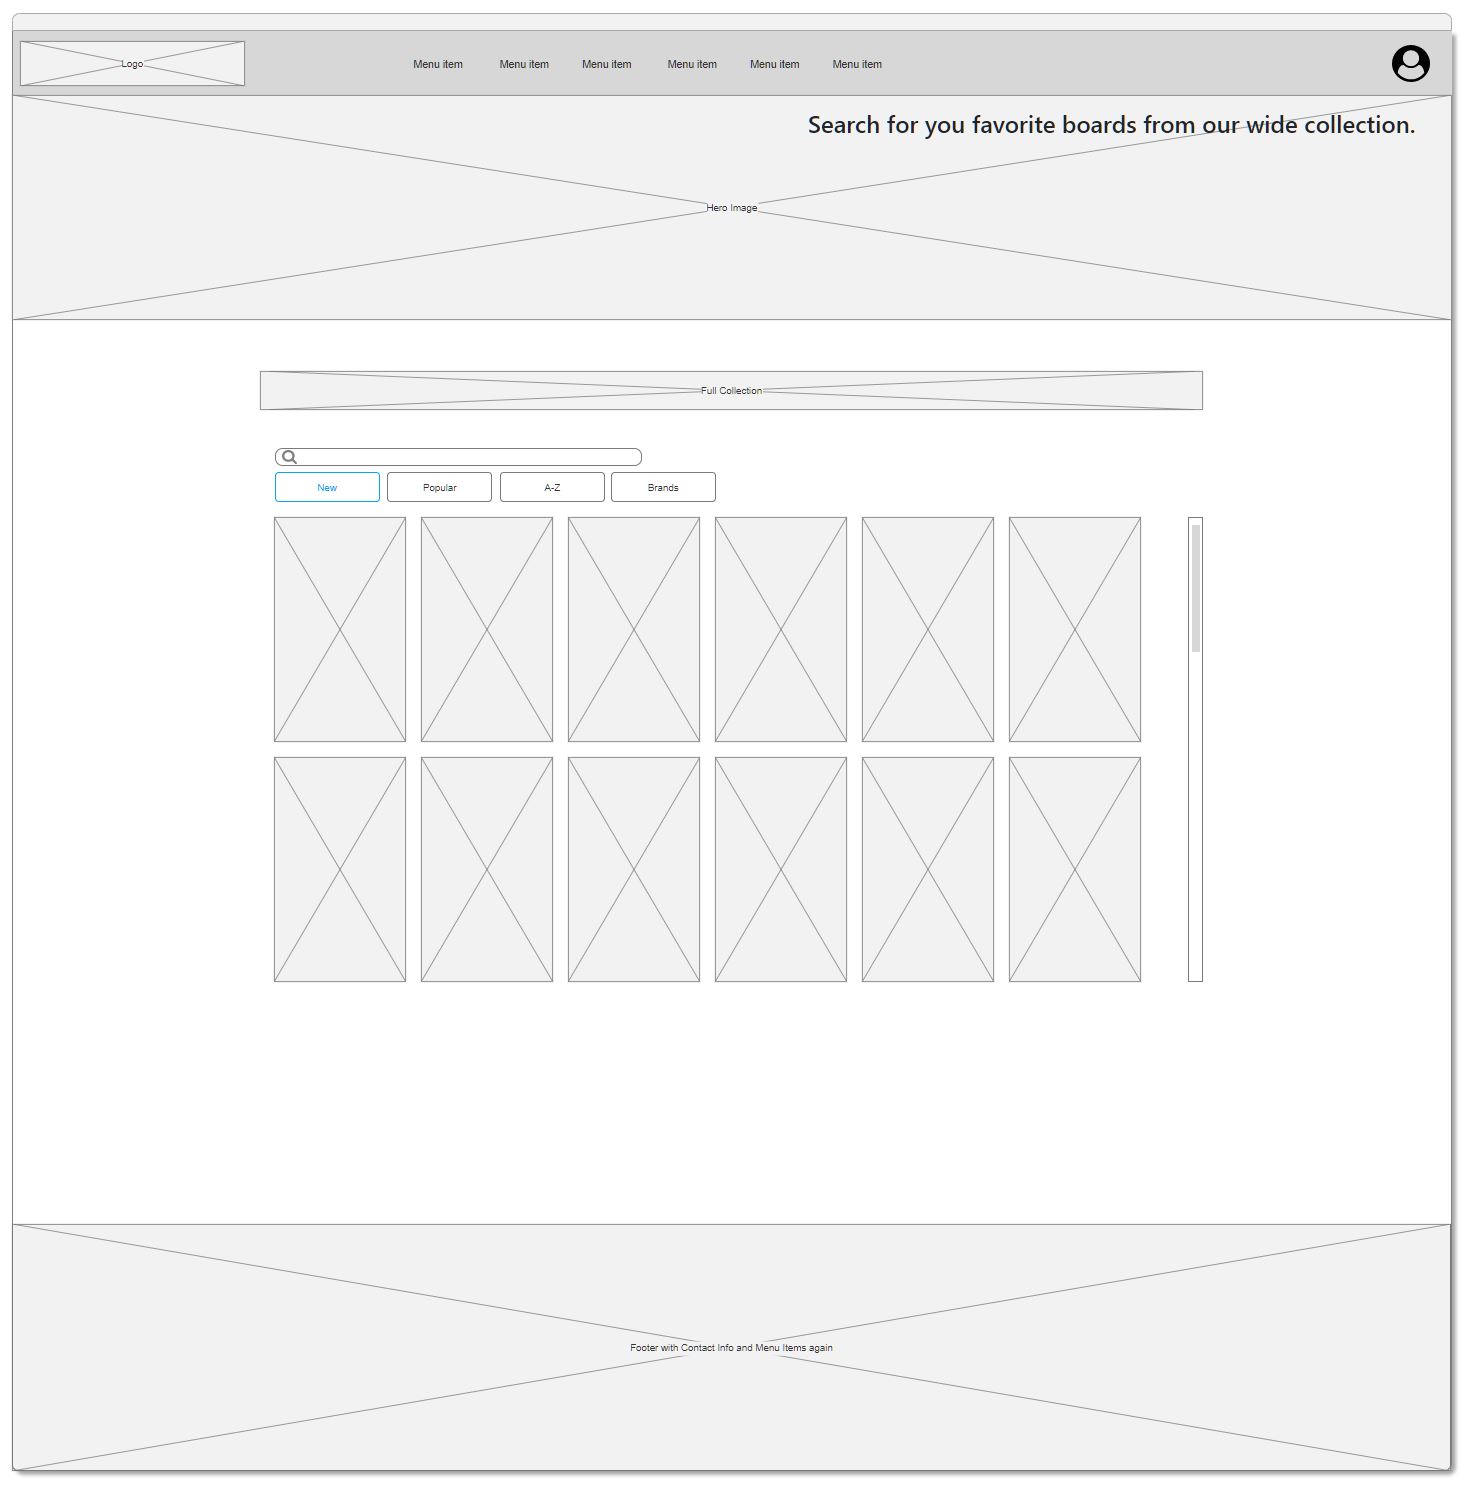 Logo
Menu item
Menu item
Menu item
Menu item
Menu item
Menu item
Search for you favorite boards from our wide collection.
Hero Image
Full Collection
New
Popular
A-Z
Brands
Footer with Contact Info and Menu Items again